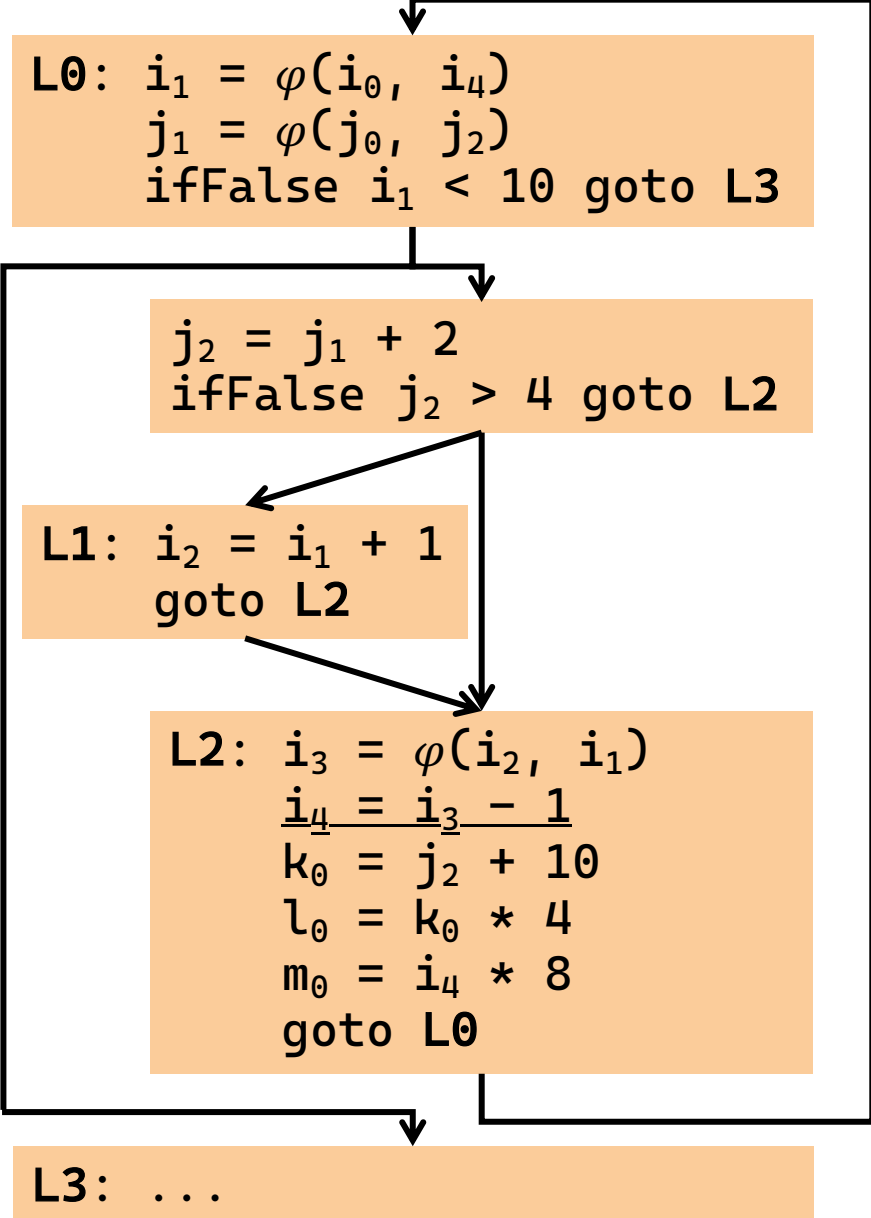 L0: i₁ = φ(i₀, i₄)
j₁ = φ(j₀, j₂)
ifFalse i₁ < 10 goto L3
j₂ = j₁ + 2
ifFalse j₂ > 4 goto L2
L1: i₂ = i₁ + 1
goto L2
L2: i₃ = φ(i₂, i₁)
i₄ = i₃ − 1
k₀ = j₂ + 10
l₀ = k₀ * 4
m₀ = i₄ * 8
goto L0
L3: ...